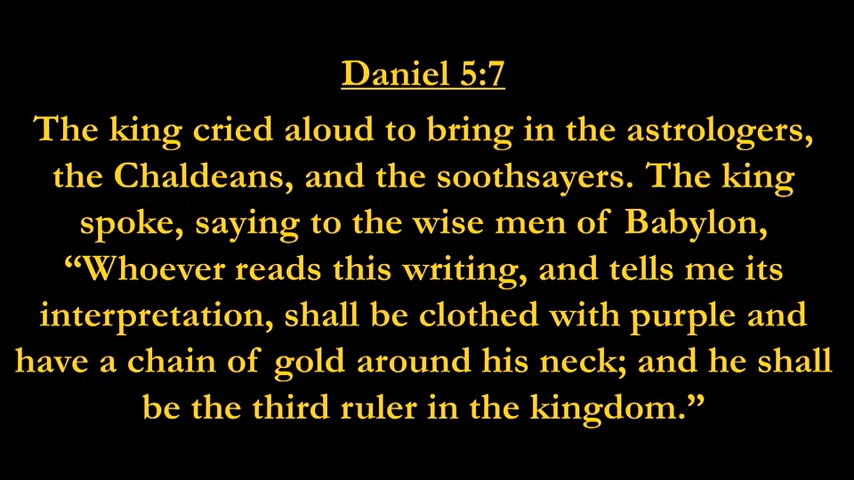 Daniel 5:7
The king cried aloud to bring in the astrologers,
the Chaldeans, and the soothsayers. The king
spoke, saying to the wise men of Babylon,
“Whoever reads this writing, and tells me its
interpretation, shall be clothed with purple and
have a chain of gold around his neck; and he shall
be the third ruler in the kingdom.”